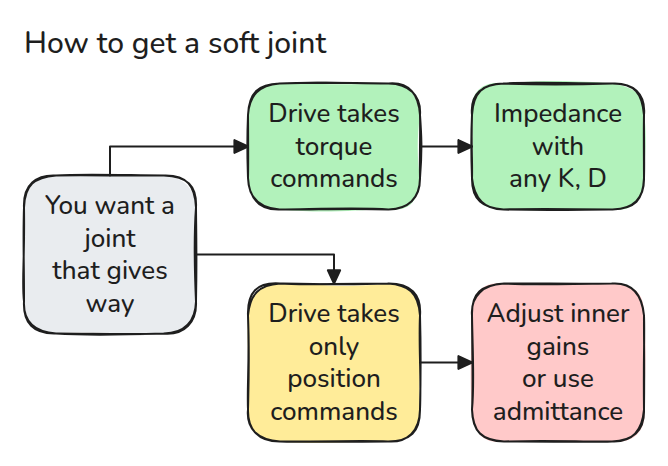 How to get a soft joint
Drive takes
torque
commands
Impedance
with
any K, D
You want a
joint
that gives
way
Drive takes
only
position
commands
Adjust inner
gains
or use
admittance